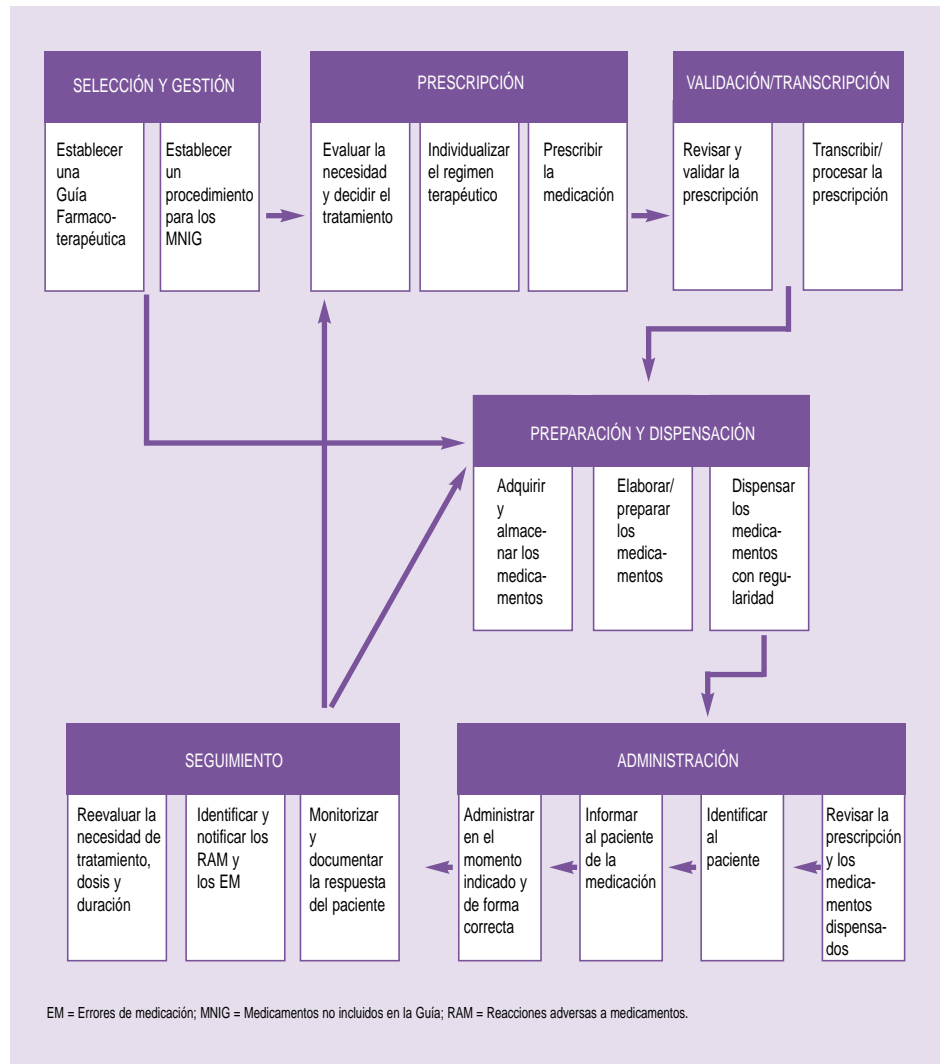 SELECCIÓN Y GESTIÓN
Establecer
una
Guía
Farmaco-
terapéutica
Establecer
un
procedimiento
para los
MNIG
PRESCRIPCIÓN
Evaluar la
necesidad
y decidir el
tratamiento
Individualizar
el regimen
terapéutico
Prescribir
la
medicación
VALIDACIÓN/TRANSCRIPCIÓN
Revisar y
validar la
prescripción
Transcribir/
procesar la
prescripción
PREPARACIÓN Y DISPENSACIÓN
Adquirir
y
almace-
nar los
medica-
mentos
Elaborar/
preparar
los
medica-
mentos
Dispensar
los
medica-
mentos
con regu-
laridad
SEGUIMIENTO
Reevaluar la
necesidad de
tratamiento,
dosis y
duración
Identificar y
notificar los
RAM y
los EM
Monitorizar
y
documentar
la respuesta
del paciente
ADMINISTRACIÓN
Administrar
en el
momento
indicado y
de forma
correcta
Informar
al paciente
de la
medicación
Identificar
al
paciente
Revisar la
prescripción
y los
medica-
mentos
dispensa-
dos
EM = Errores de medicación; MNIG = Medicamentos no incluidos en la Guía; RAM = Reacciones adversas a medicamentos.